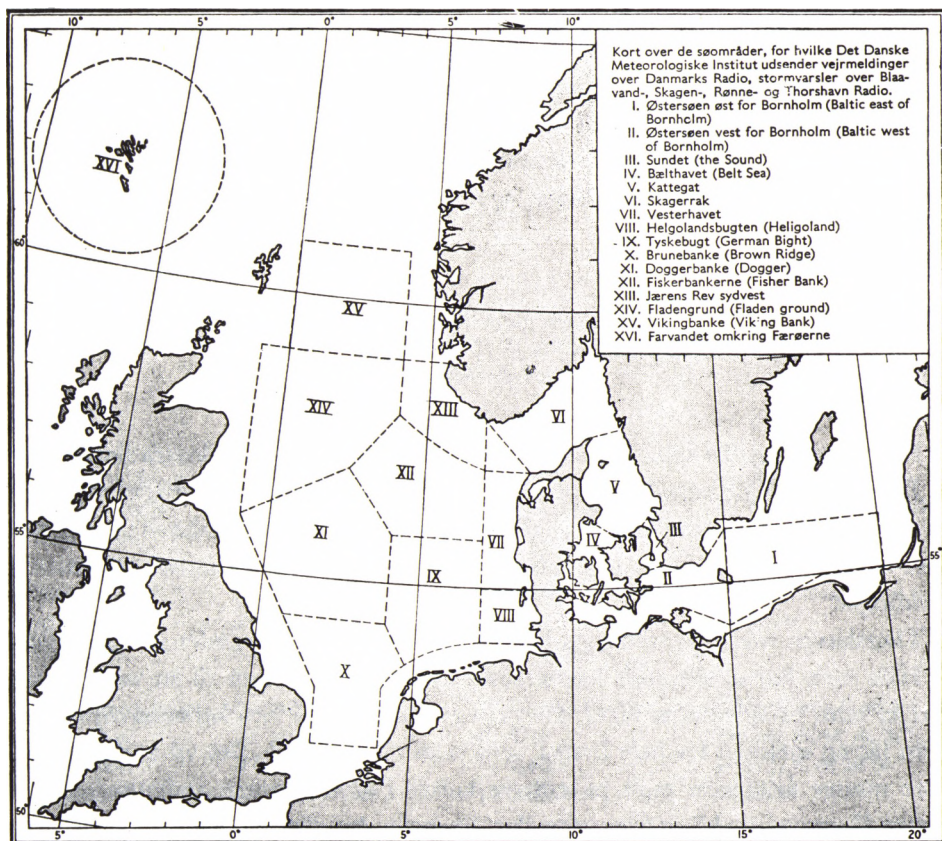 10°
5°
0°
5°
10°
Kort over de søområder, for hvilke Det Danske
Meteorologiske Institut udsender vejrmeldinger
over Danmarks Radio, stormvarsler over Blaa-
vand-, Skagen-, Rønne- og Thorshavn Radio.
I. Østersøen øst for Bornholm (Baltic east of
Bornholm)
II. Østersøen vest for Bornholm (Baltic west
of Bornholm)
III. Sundet (the Sound)
IV. Bælthavet (Belt Sea)
V. Kattegat
VI. Skagerrak
VII. Vesterhavet
VIII. Helgolandsbugten (Heligoland)
IX. Tyskebugt (German Bight)
X. Brunebanke (Brown Ridge)
XI. Doggerbanke (Dogger)
XII. Fiskerbankerne (Fisher Bank)
XIII. Jærens Rev sydvest
XIV. Fladengrund (Fladen ground)
XV. Vikingbanke (Viking Bank)
XVI. Farvandet omkring Færøerne
XVI
60°
XV
XIV
XIII
VI
XII
V
XI
VII
IV
III
I
55°
55°
IX
II
VIII
X
50°
5°
0°
5°
10°
15°
20°